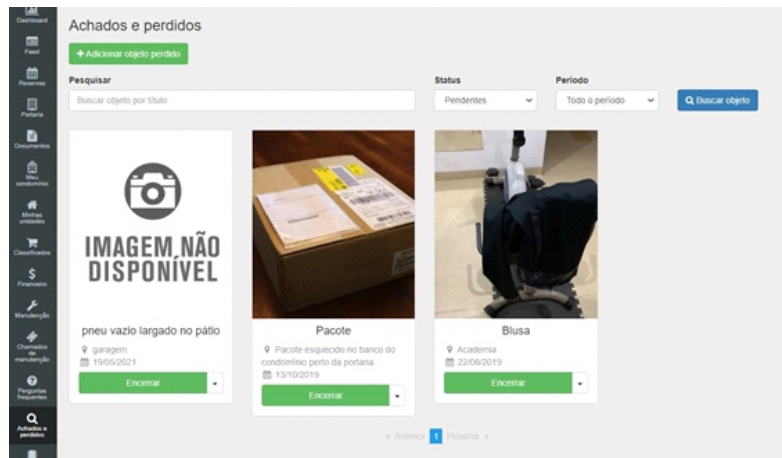 Dashboard
Feed
Reservas
Portaria
Documentos
Meu
condomínio
Minhas
unidades
Classificados
Financeiro
Manutenção
Chamados
de
manutenção
Perguntas
frequentes
Achados e
perdidos
Achados e perdidos
+ Adicionar objeto perdido
Pesquisar
Buscar objeto por título
Status
Pendentes
Período
Todo o período
Buscar objeto
IMAGEM NÃO
DISPONÍVEL
pneu vazio largado no pátio
garagem
19/05/2021
Encerrar
Pacote
Pacote esquecido no banco do
condomínio perto da portaria
13/10/2019
Encerrar
Blusa
Academia
22/08/2019
Encerrar
« Anterior 1 Próxima »